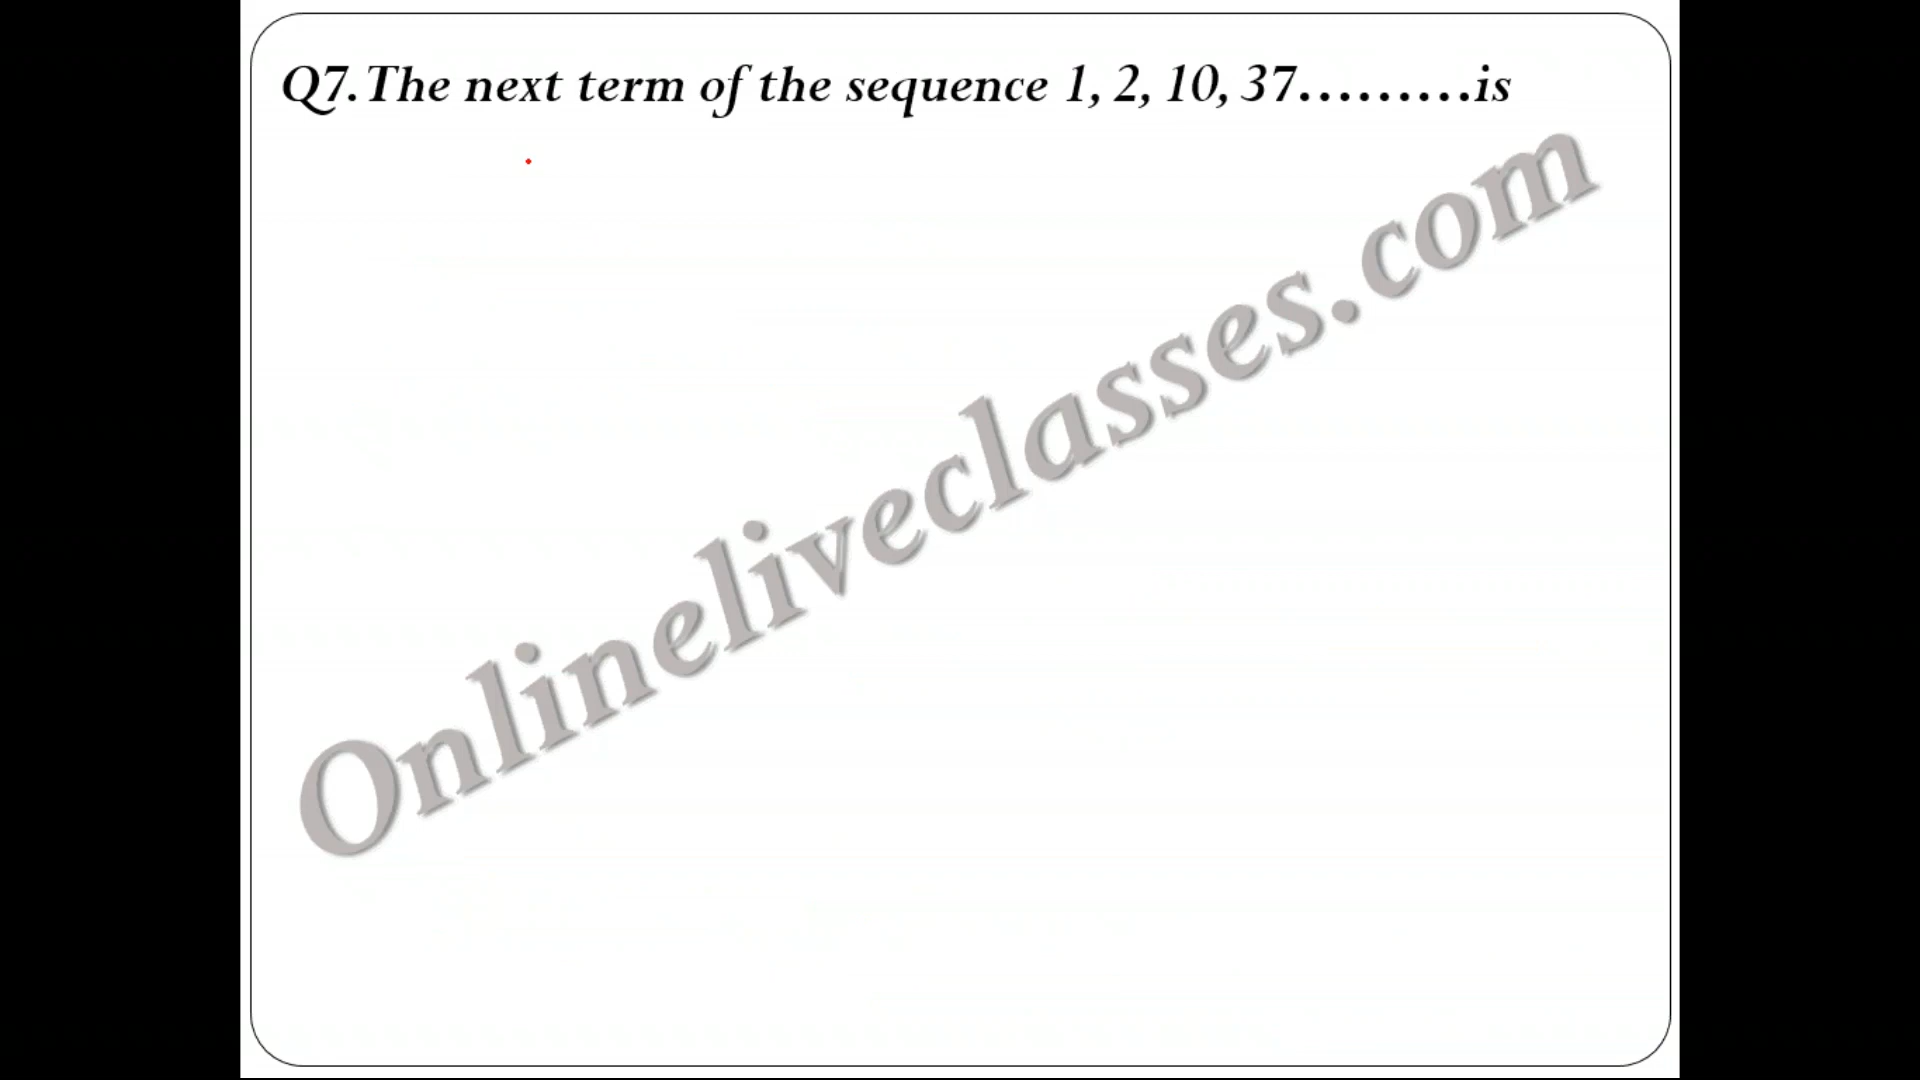 Q7. The next term of the sequence 1, 2, 10, 37.........is
Onlineliveclasses.com